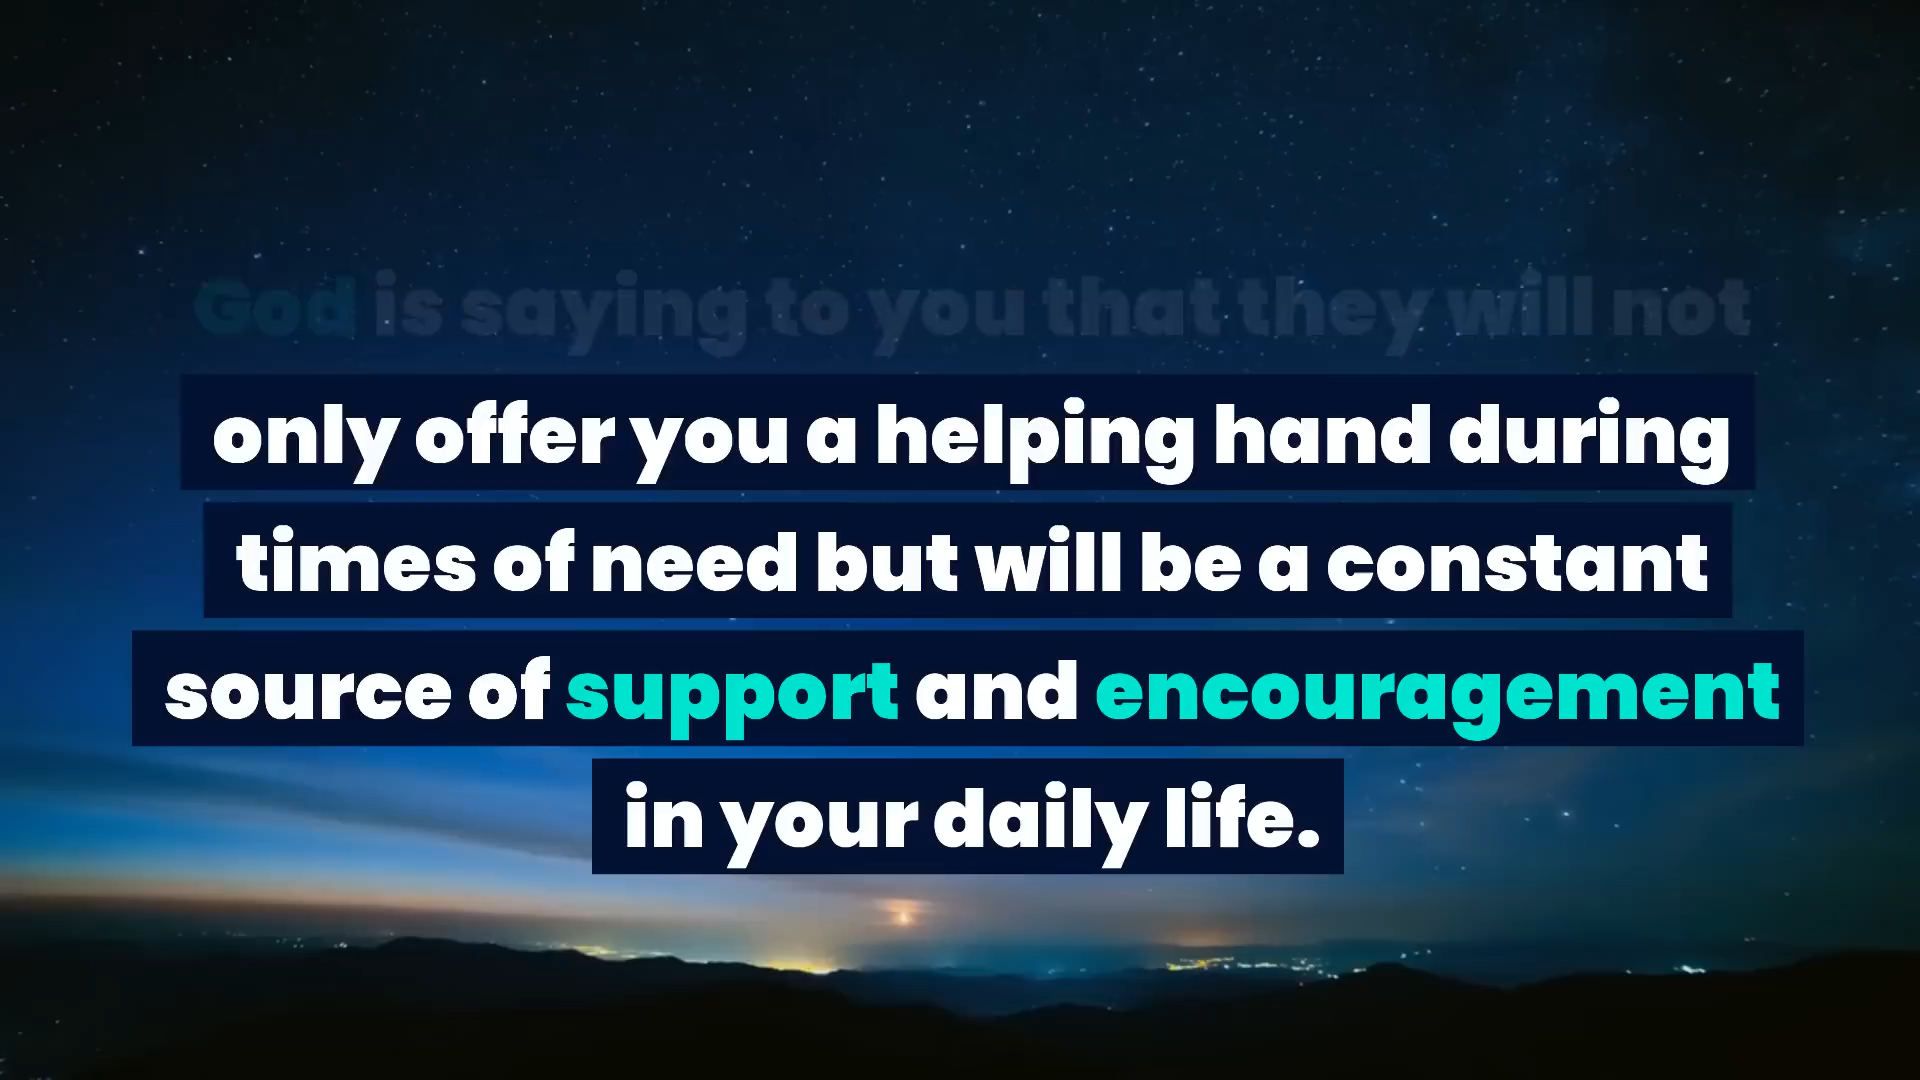 God is saying to you that they will not
only offer you a helping hand during
times of need but will be a constant
source of support and encouragement
in your daily life.